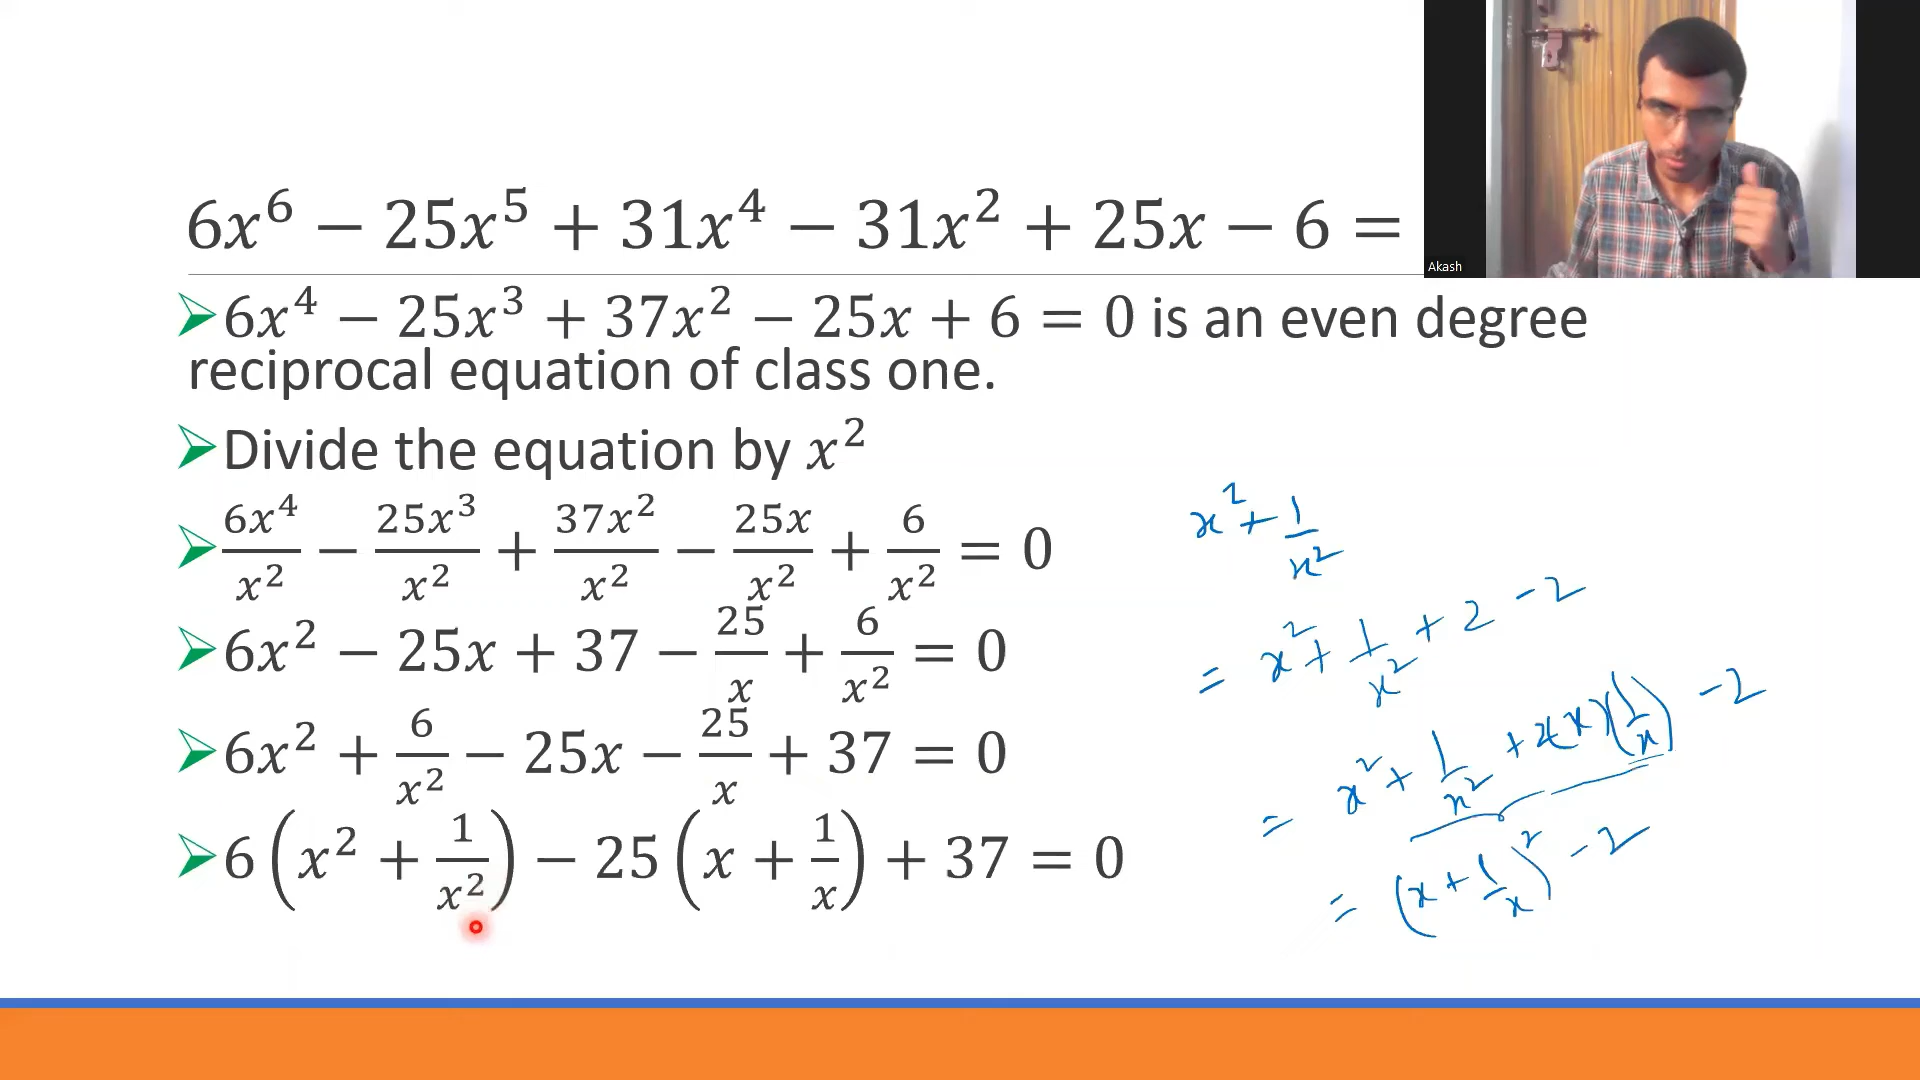 6x⁶ − 25x⁵ + 31x⁴ − 31x² + 25x − 6 =
Akash
➢6x⁴ − 25x³ + 37x² − 25x + 6 = 0 is an even degree
reciprocal equation of class one.
➢Divide the equation by x²
➢6x⁴/x² − 25x³/x² + 37x²/x² − 25x/x² + 6/x² = 0
➢6x² − 25x + 37 − 25/x + 6/x² = 0
➢6x² + 6/x² − 25x − 25/x + 37 = 0
➢6(x² + 1/x²) − 25(x + 1/x) + 37 = 0
x² + 1/x²
= x² + 1/x² + 2 − 2
= x² + 1/x² + 2(x)(1/x) − 2
= (x + 1/x)² − 2